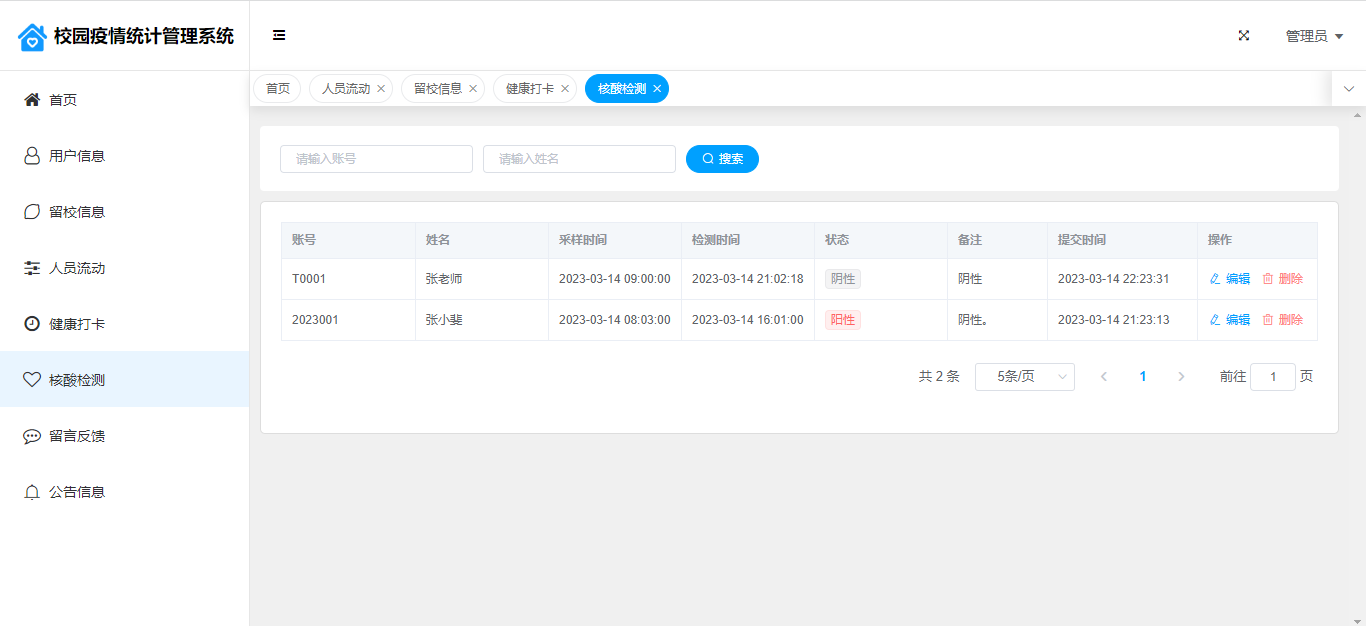 校园疫情统计管理系统
管理员
首页
用户信息
留校信息
人员流动
健康打卡
核酸检测
留言反馈
公告信息
首页 人员流动 留校信息 健康打卡 核酸检测
请输入账号 请输入姓名 搜索
账号 姓名 采样时间 检测时间 状态 备注 提交时间 操作
T0001 张老师 2023-03-14 09:00:00 2023-03-14 21:02:18 阴性 阴性 2023-03-14 22:23:31 编辑 删除
2023001 张小斐 2023-03-14 08:03:00 2023-03-14 16:01:00 阳性 阴性。 2023-03-14 21:23:13 编辑 删除
共 2 条 5条/页 1 前往 1 页